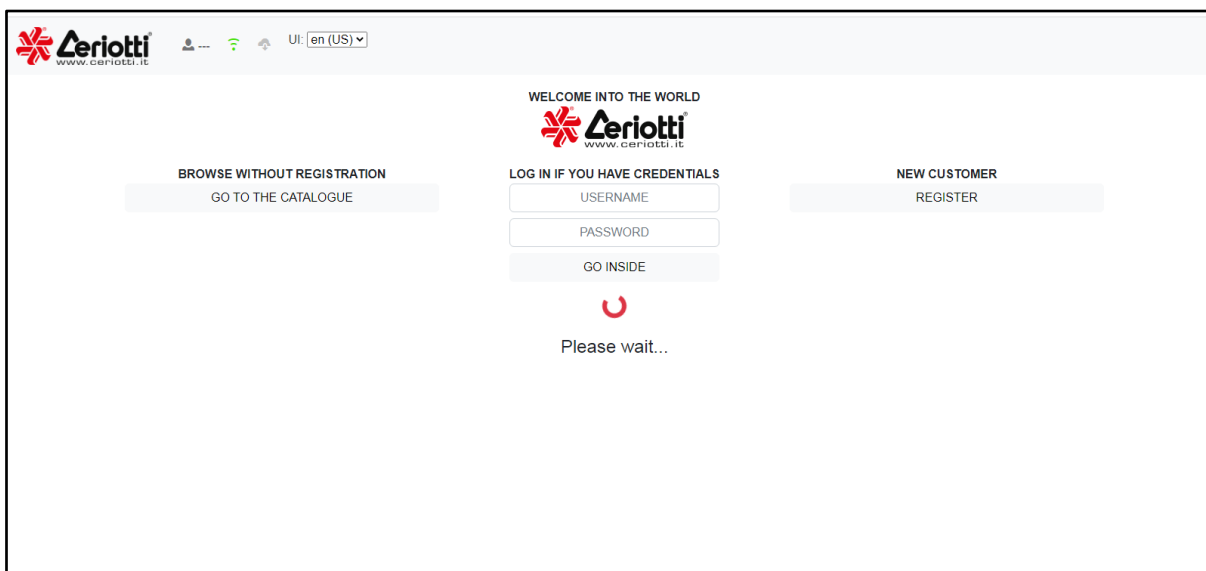 Ceriotti
www.ceriotti.it
---
UI: en (US)
WELCOME INTO THE WORLD
Ceriotti
www.ceriotti.it
BROWSE WITHOUT REGISTRATION
GO TO THE CATALOGUE
LOG IN IF YOU HAVE CREDENTIALS
USERNAME
PASSWORD
GO INSIDE
Please wait...
NEW CUSTOMER
REGISTER